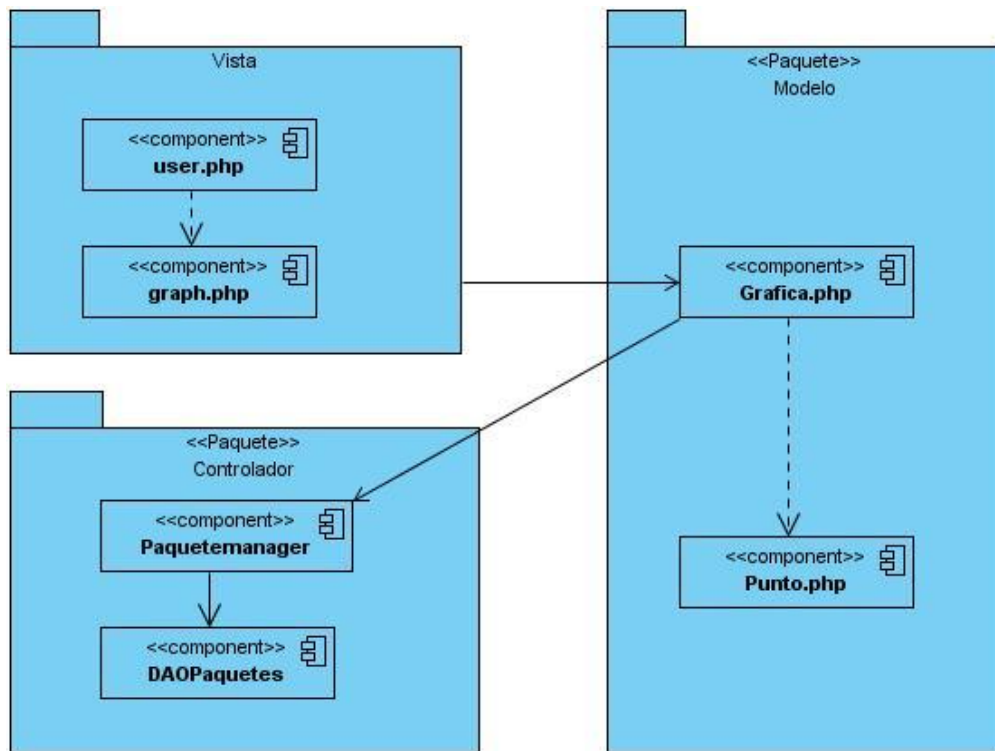 Vista
<<component>>
user.php
<<component>>
graph.php
<<Paquete>>
Modelo
<<component>>
Grafica.php
<<component>>
Punto.php
<<Paquete>>
Controlador
<<component>>
Paquetemanager
<<component>>
DAOPaquetes